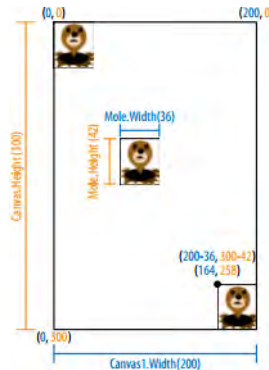 (0, 0)
(200, 0
Canvas.Height (300)
Mole.Width(36)
Mole.Height (42)
(200-36, 300-42)
(164, 258)
(0, 300)
Canvas1.Width(200)